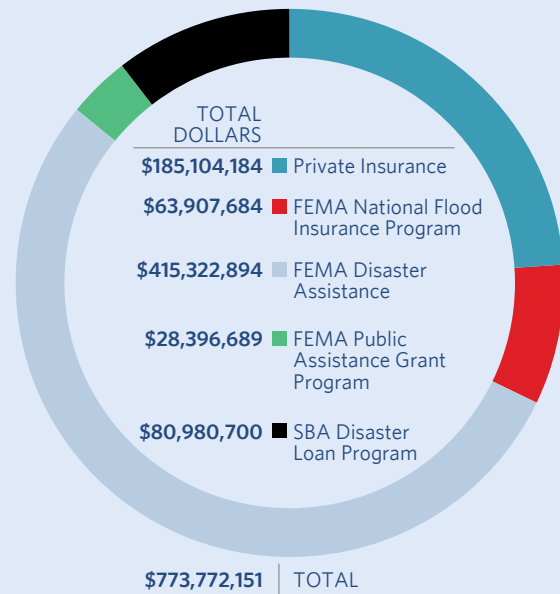 TOTAL
DOLLARS
$185,104,184 Private Insurance
$63,907,684 FEMA National Flood
Insurance Program
$415,322,894 FEMA Disaster
Assistance
$28,396,689 FEMA Public
Assistance Grant
Program
$80,980,700 SBA Disaster
Loan Program
$773,772,151 TOTAL